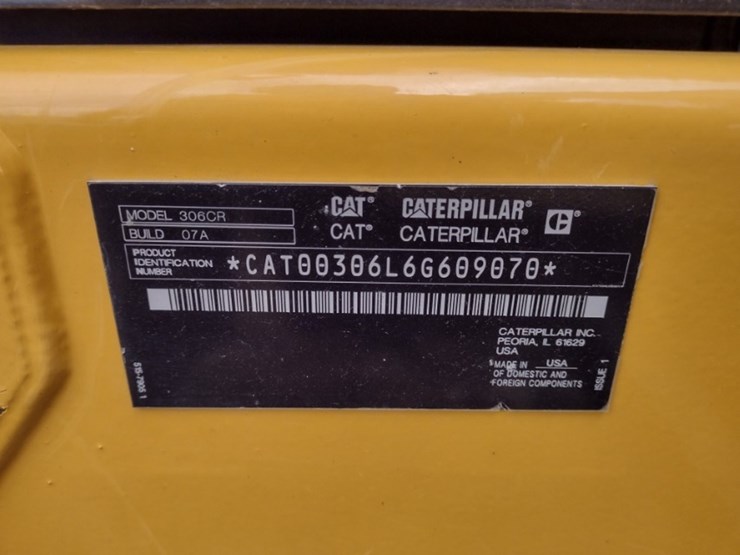 MODEL 306CR
BUILD 07A
CAT® CATERPILLAR® C
CAT® CATERPILLAR®
PRODUCT
IDENTIFICATION
NUMBER
*CAT00306L6G609070*
CATERPILLAR INC.
PEORIA, IL 61629
USA
MADE IN USA
OF DOMESTIC AND
FOREIGN COMPONENTS
ISSUE 1